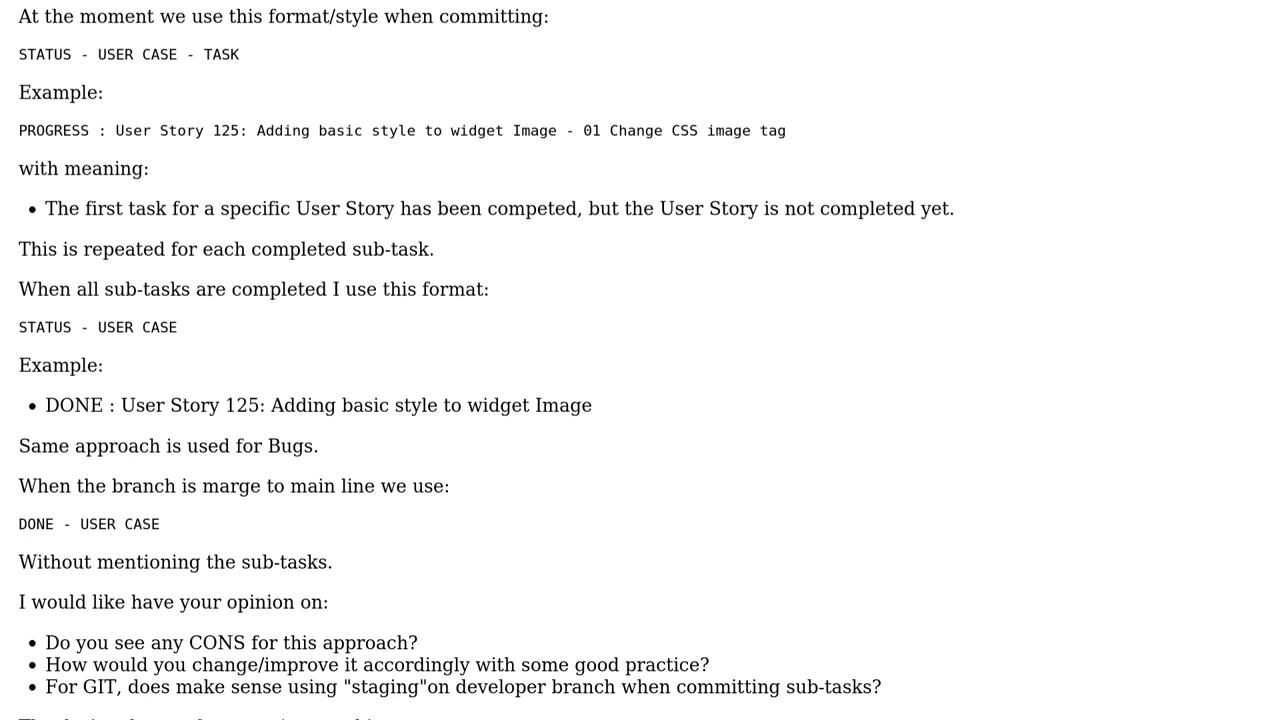 At the moment we use this format/style when committing:
STATUS - USER CASE - TASK
Example:
PROGRESS : User Story 125: Adding basic style to widget Image - 01 Change CSS image tag
with meaning:
• The first task for a specific User Story has been competed, but the User Story is not completed yet.
This is repeated for each completed sub-task.
When all sub-tasks are completed I use this format:
STATUS - USER CASE
Example:
• DONE : User Story 125: Adding basic style to widget Image
Same approach is used for Bugs.
When the branch is marge to main line we use:
DONE - USER CASE
Without mentioning the sub-tasks.
I would like have your opinion on:
• Do you see any CONS for this approach?
• How would you change/improve it accordingly with some good practice?
• For GIT, does make sense using "staging"on developer branch when committing sub-tasks?